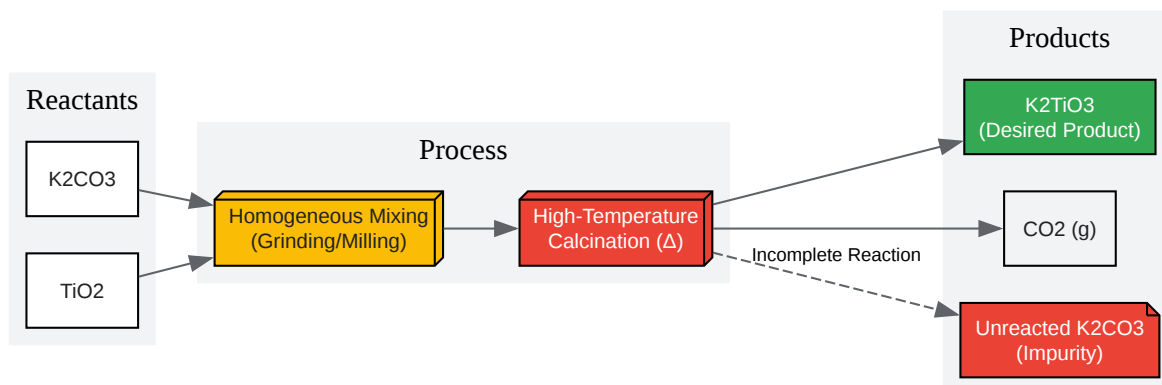 Reactants
K2CO3
TiO2
Process
Homogeneous Mixing
(Grinding/Milling)
High-Temperature
Calcination (Δ)
Incomplete Reaction
Products
K2TiO3
(Desired Product)
CO2 (g)
Unreacted K2CO3
(Impurity)